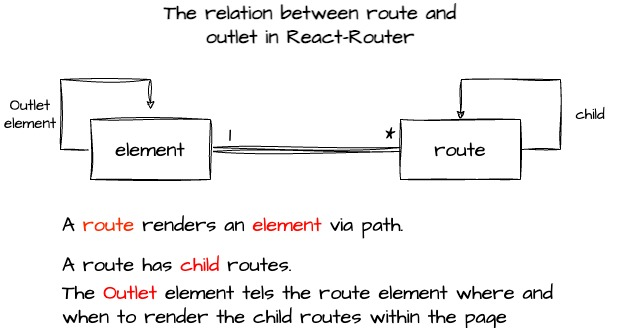 The relation between route and
outlet in React-Router
Outlet
element
element
1
*
route
child
A route renders an element via path.
A route has child routes.
The Outlet element tels the route element where and
when to render the child routes within the page